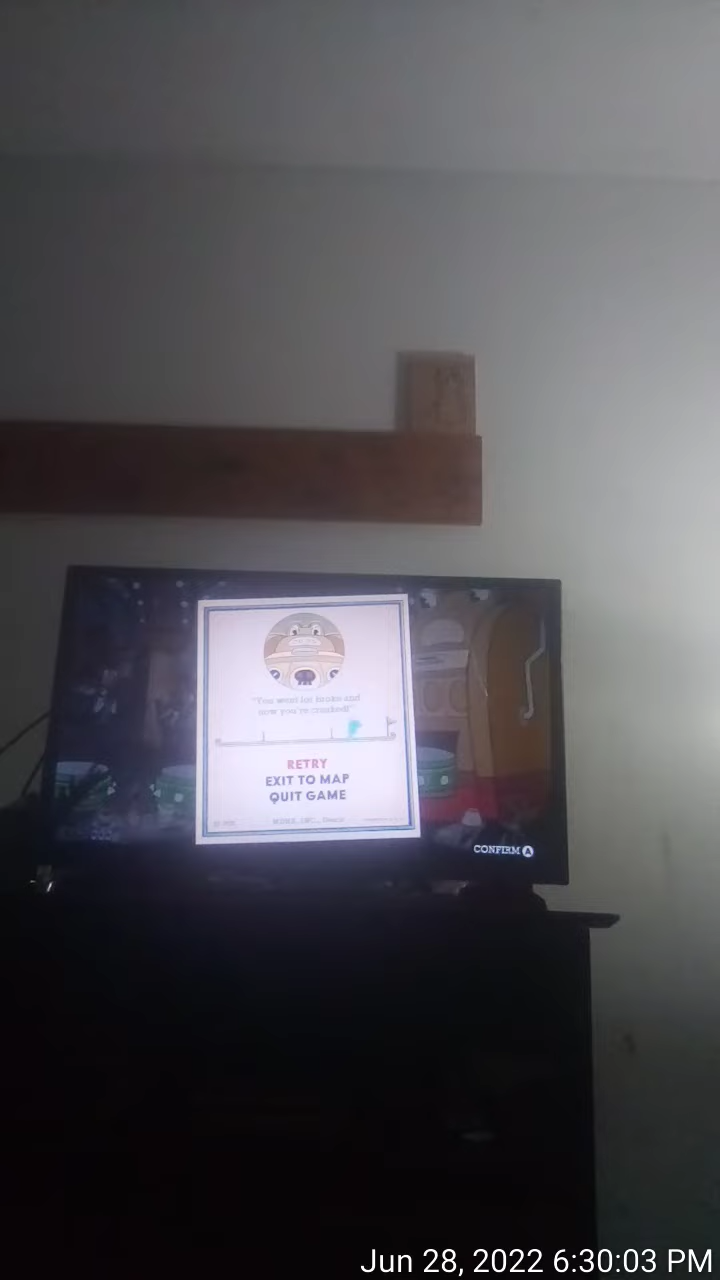 "You went for broke and
now you're cracked!"
RETRY
EXIT TO MAP
QUIT GAME
CONFIRM A
Jun 28, 2022 6:30:03 PM